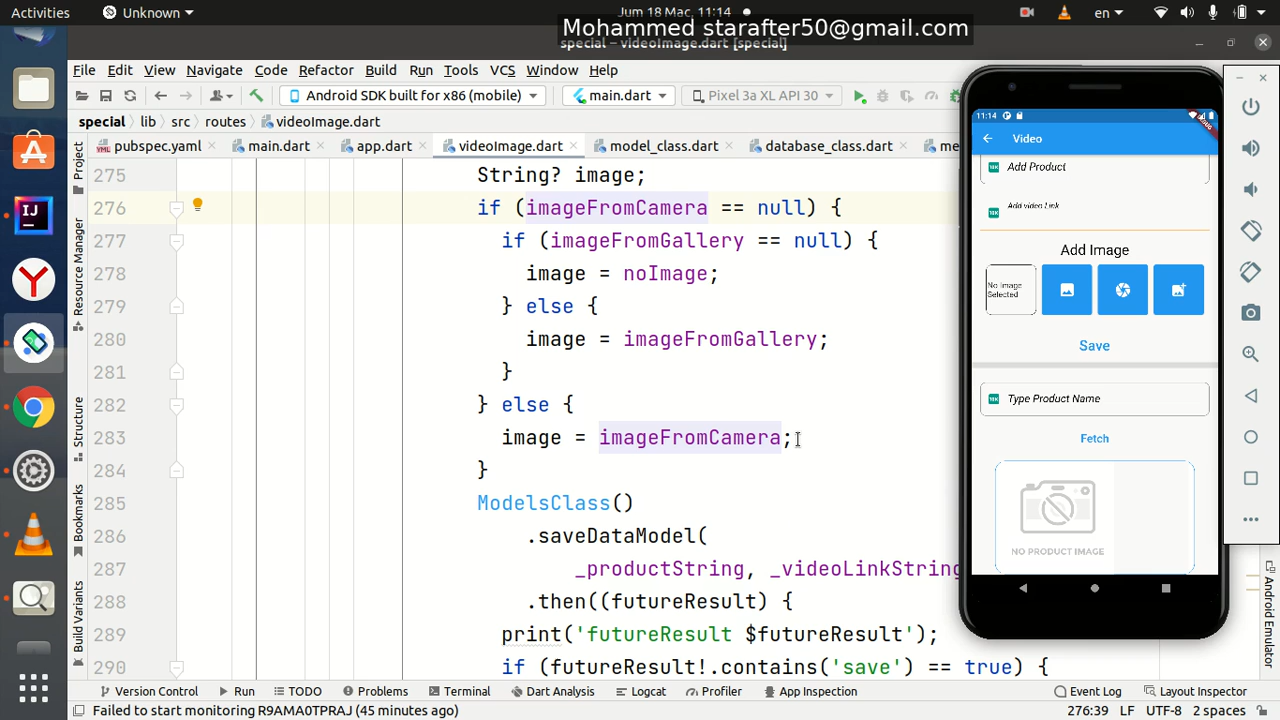 Activities
Unknown
Jum 18 Mac, 11:14
en
Mohammed starafter50@gmail.com
special – videoImage.dart [special]
File Edit View Navigate Code Refactor Build Run Tools VCS Window Help
Android SDK built for x86 (mobile)
main.dart
Pixel 3a XL API 30
special
lib
src
routes
videoImage.dart
pubspec.yaml
main.dart
app.dart
videoImage.dart
model_class.dart
database_class.dart
me
Project
Resource Manager
Structure
Bookmarks
Build Variants
275 String? image;
276 if (imageFromCamera == null) {
277 if (imageFromGallery == null) {
278 image = noImage;
279 } else {
280 image = imageFromGallery;
281 }
282 } else {
283 image = imageFromCamera;
284 }
285 ModelsClass()
286 .saveDataModel(
287 _productString, _videoLinkString
288 .then((futureResult) {
289 print('futureResult $futureResult');
290 if (futureResult!.contains('save') == true) {
11:14
Video
Add Product
Add video Link
Add Image
No Image
Selected
Save
Type Product Name
Fetch
NO PRODUCT IMAGE
Android Emulator
Version Control
Run
TODO
Problems
Terminal
Dart Analysis
Logcat
Profiler
App Inspection
Event Log
Layout Inspector
Failed to start monitoring R9AMA0TPRAJ (45 minutes ago)
276:39 LF UTF-8 2 spaces